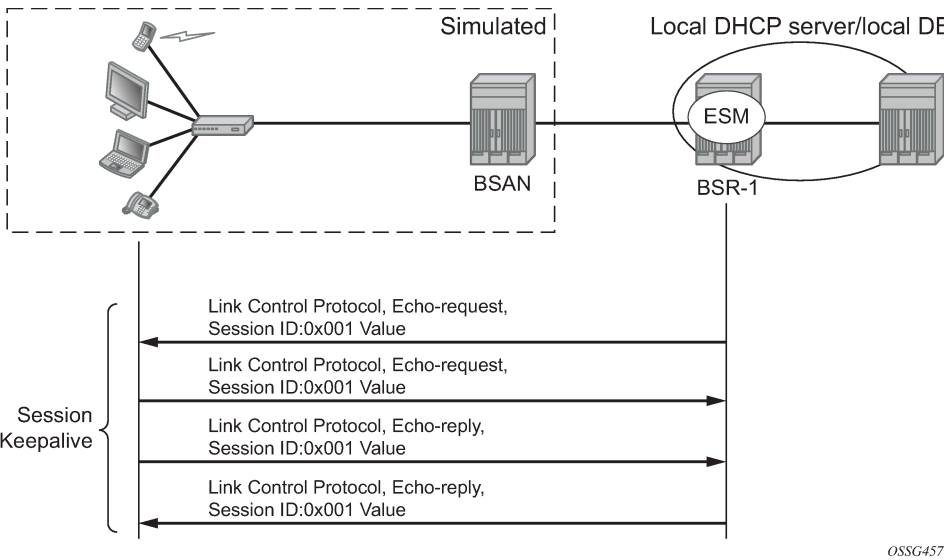 Simulated
Local DHCP server/local DE
ESM
BSAN
BSR-1
Link Control Protocol, Echo-request,
Session ID:0x001 Value
Link Control Protocol, Echo-request,
Session ID:0x001 Value
Session
Keepalive
Link Control Protocol, Echo-reply,
Session ID:0x001 Value
Link Control Protocol, Echo-reply,
Session ID:0x001 Value
OSSG457